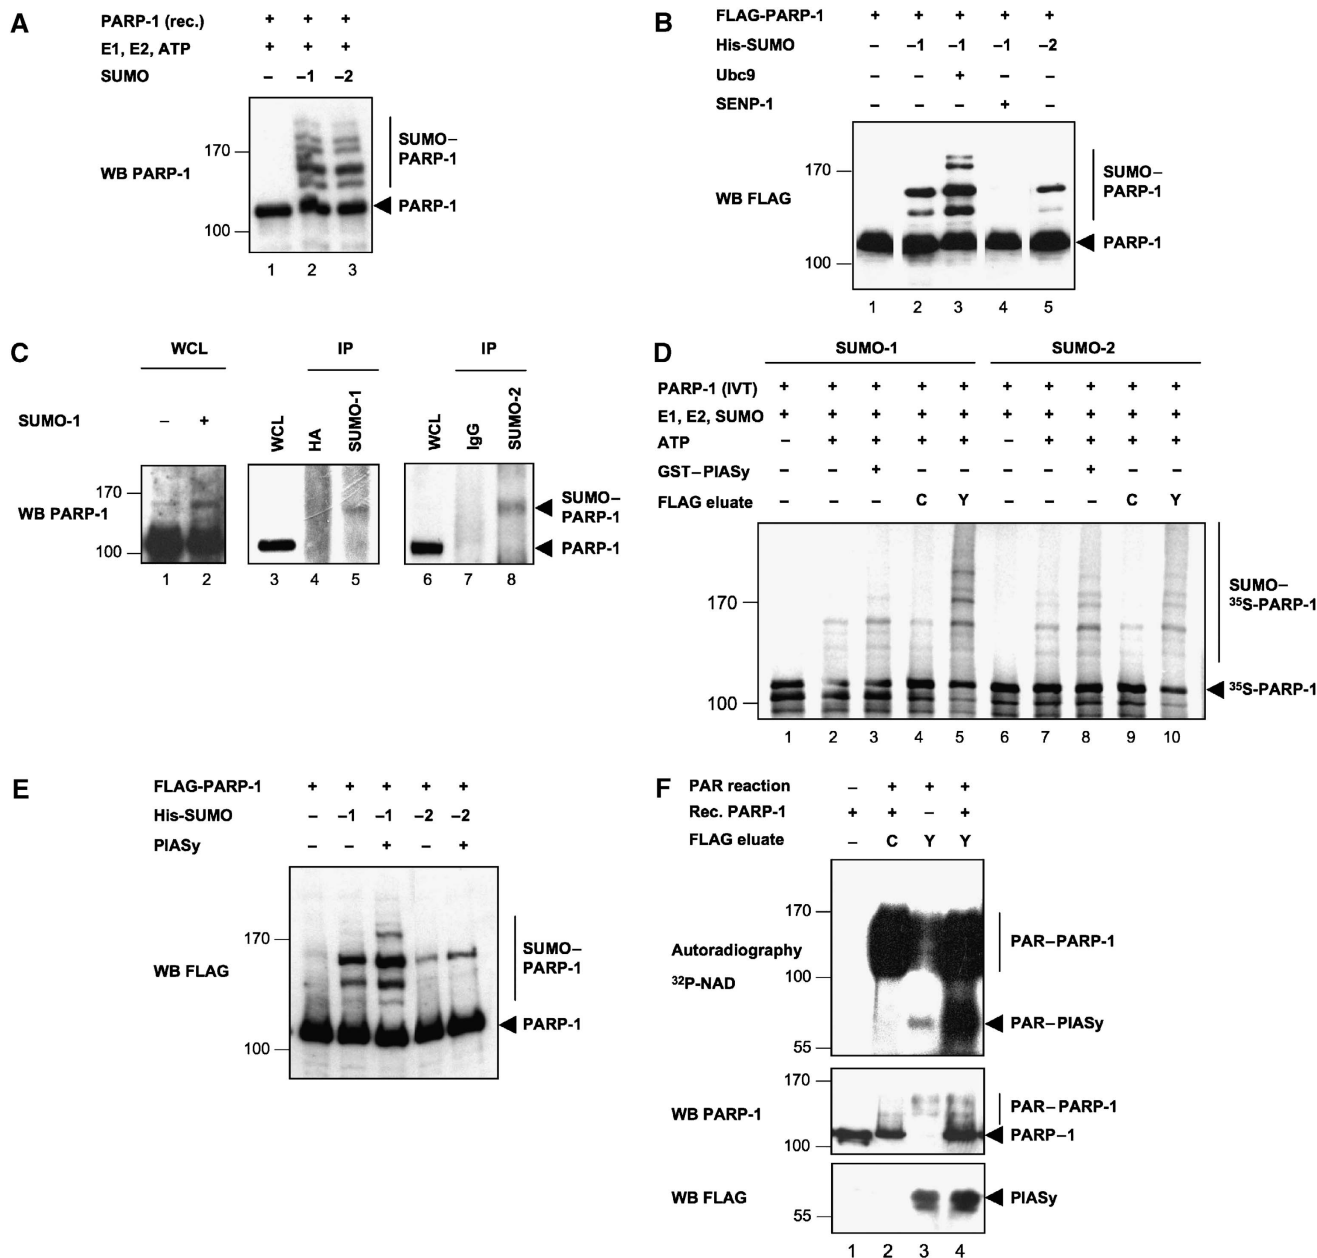 A
PARP-1 (rec.) + + +
E1, E2, ATP + + +
SUMO – –1 –2
170
100
WB PARP-1
SUMO–
PARP-1
PARP-1
1 2 3
B
FLAG-PARP-1 + + + + +
His-SUMO – –1 –1 –1 –2
Ubc9 – – + – –
SENP-1 – – – + –
170
100
WB FLAG
SUMO–
PARP-1
PARP-1
1 2 3 4 5
C
WCL IP IP
SUMO-1 – +
WCL HA SUMO-1
WCL IgG SUMO-2
170
100
WB PARP-1
SUMO–
PARP-1
PARP-1
1 2 3 4 5 6 7 8
D
SUMO-1 SUMO-2
PARP-1 (IVT) + + + + + + + + + +
E1, E2, SUMO + + + + + + + + + +
ATP – + + + + – + + + +
GST–PIASy – – + – – – – + – –
FLAG eluate – – – C Y – – – C Y
170
100
SUMO–
35S-PARP-1
35S-PARP-1
1 2 3 4 5 6 7 8 9 10
E
FLAG-PARP-1 + + + + +
His-SUMO – –1 –1 –2 –2
PIASy – – + – +
170
100
WB FLAG
SUMO–
PARP-1
PARP-1
F
PAR reaction – + + +
Rec. PARP-1 + + – +
FLAG eluate – C Y Y
170
100
55
Autoradiography
32P-NAD
PAR–PARP-1
PAR–PIASy
170
100
WB PARP-1
PAR–PARP-1
PARP–1
WB FLAG
55
PIASy
1 2 3 4